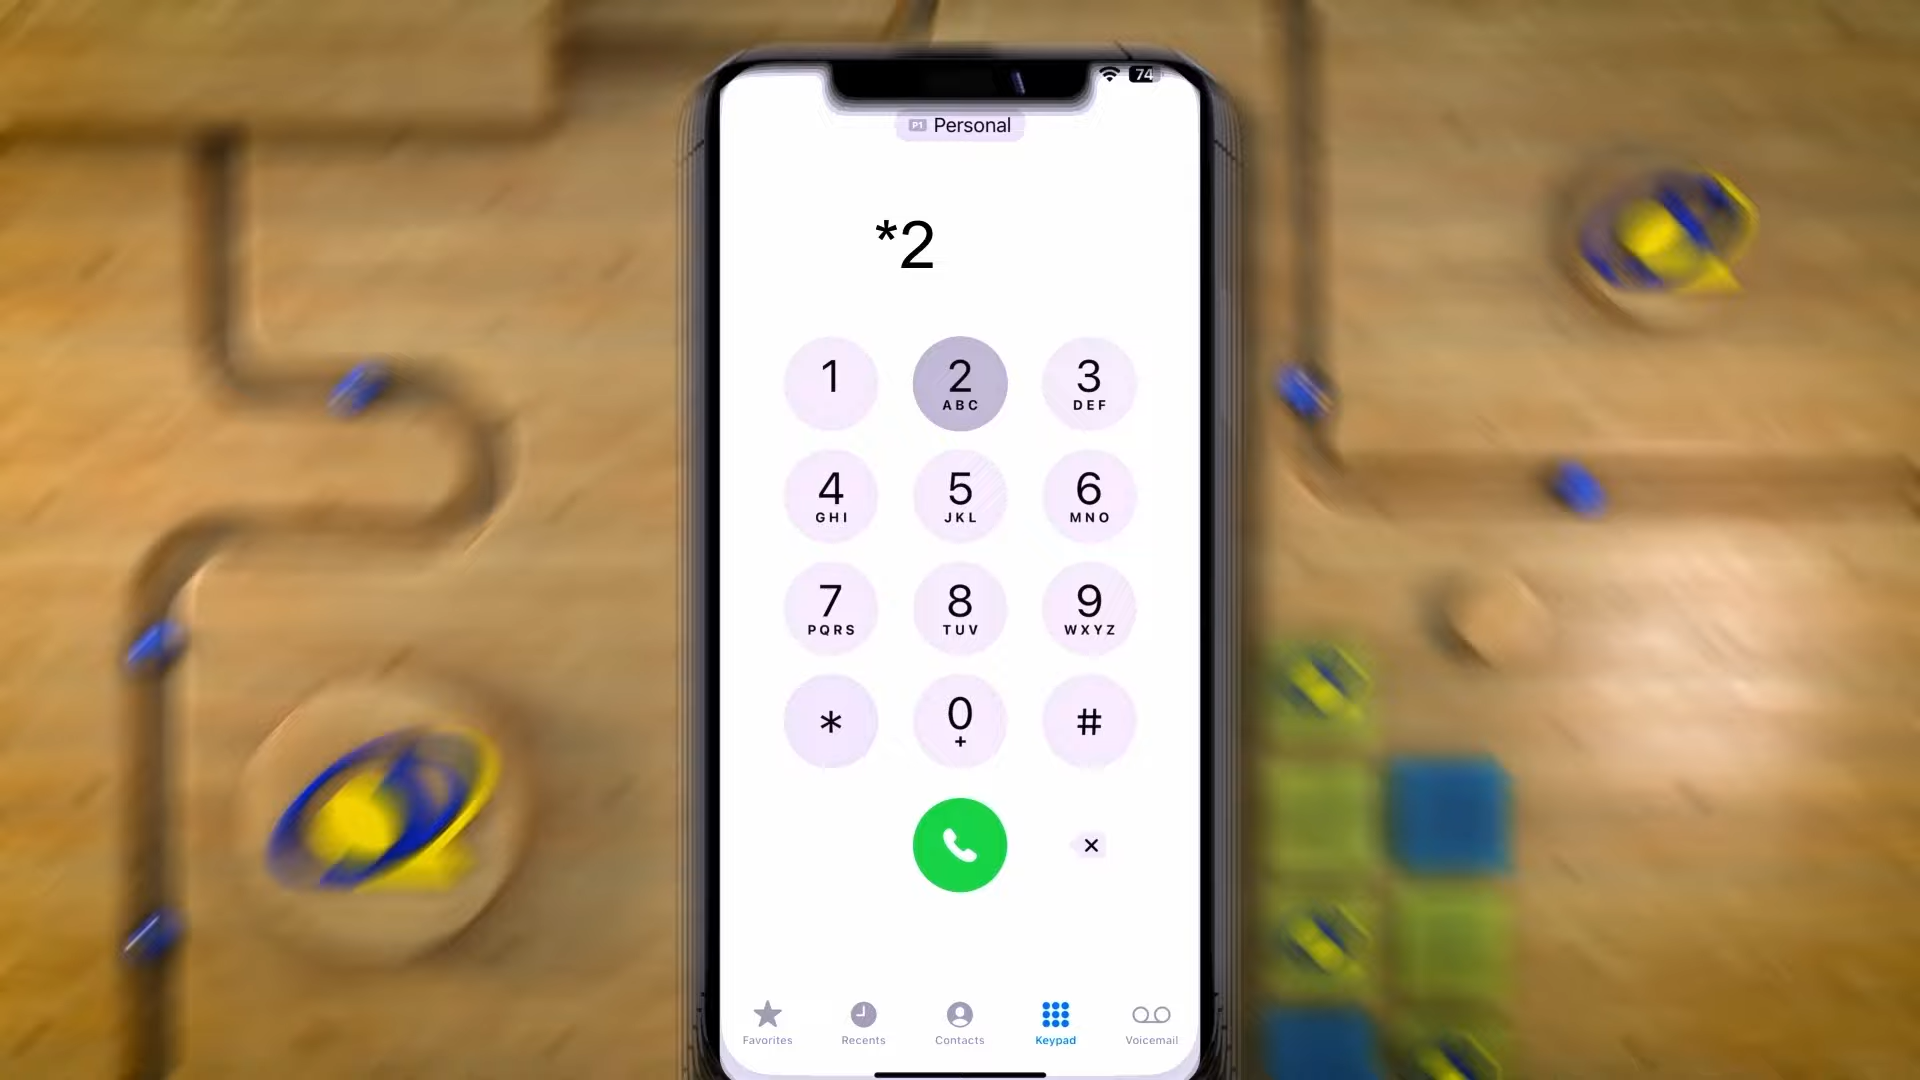 74
P1 Personal
*2
1
2
ABC
3
DEF
4
GHI
5
JKL
6
MNO
7
PQRS
8
TUV
9
WXYZ
*
0
+
#
Favorites
Recents
Contacts
Keypad
Voicemail